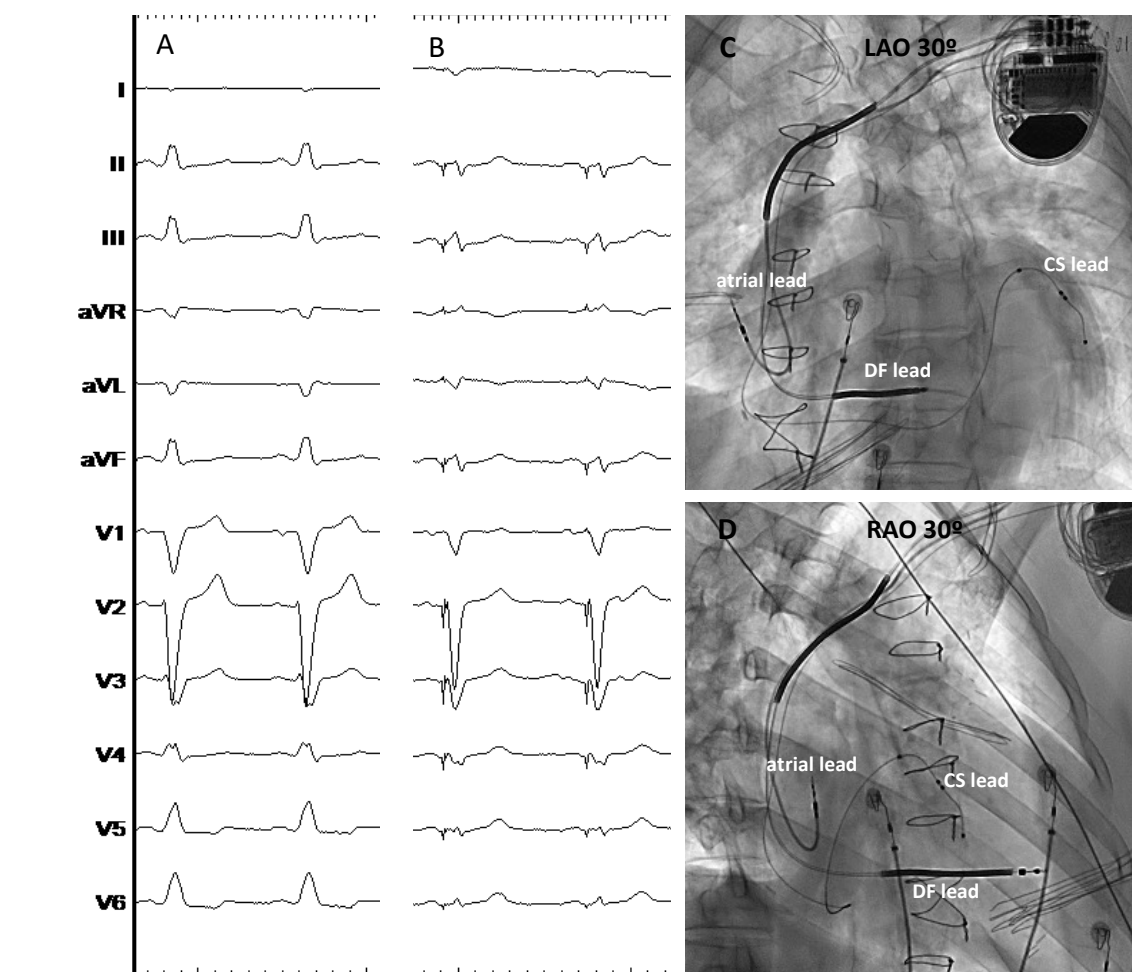 A
I
II
III
aVR
aVL
aVF
V1
V2
V3
V4
V5
V6
B
C
LAO 30º
atrial lead
CS lead
DF lead
D
RAO 30º
atrial lead
CS lead
DF lead